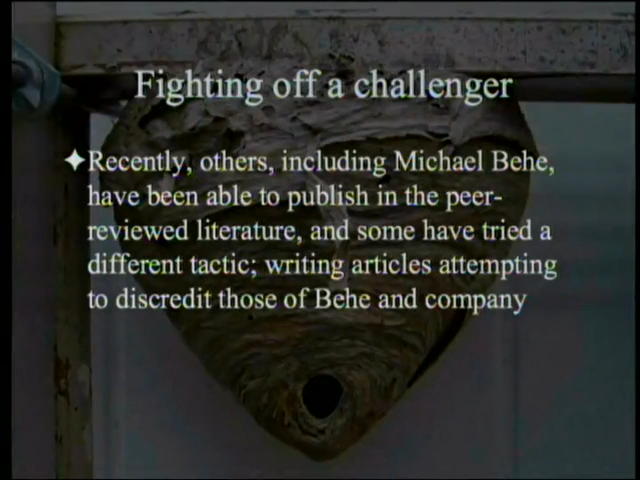 Fighting off a challenger
Recently, others, including Michael Behe,
have been able to publish in the peer-
reviewed literature, and some have tried a
different tactic; writing articles attempting
to discredit those of Behe and company